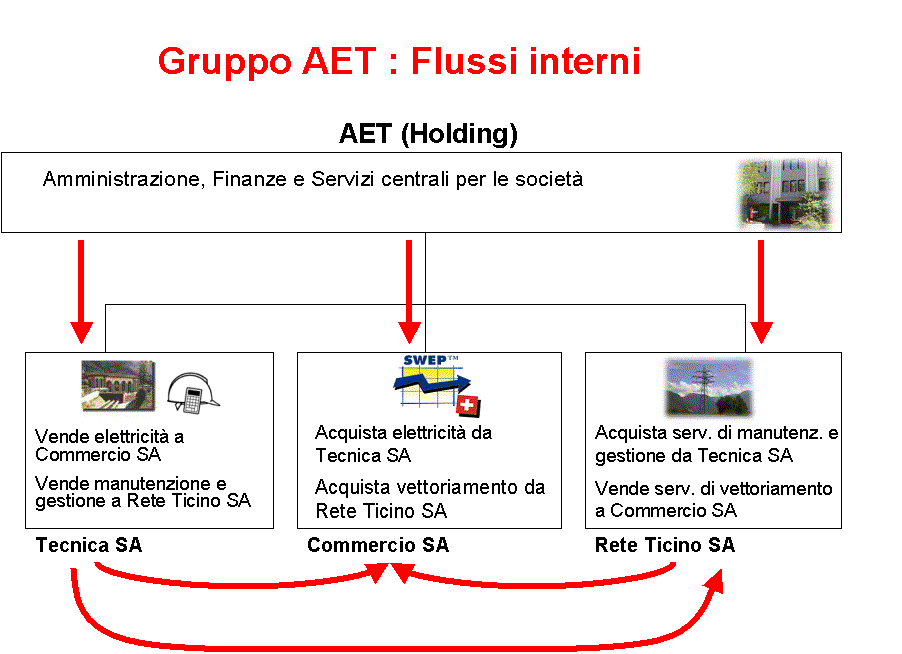 Gruppo AET : Flussi interni
AET (Holding)
Amministrazione, Finanze e Servizi centrali per le società
Vende elettricità a
Commercio SA
Vende manutenzione e
gestione a Rete Ticino SA
Tecnica SA
SWEP™
Acquista elettricità da
Tecnica SA
Acquista vettoriamento da
Rete Ticino SA
Commercio SA
Acquista serv. di manutenz. e
gestione da Tecnica SA
Vende serv. di vettoriamento
a Commercio SA
Rete Ticino SA